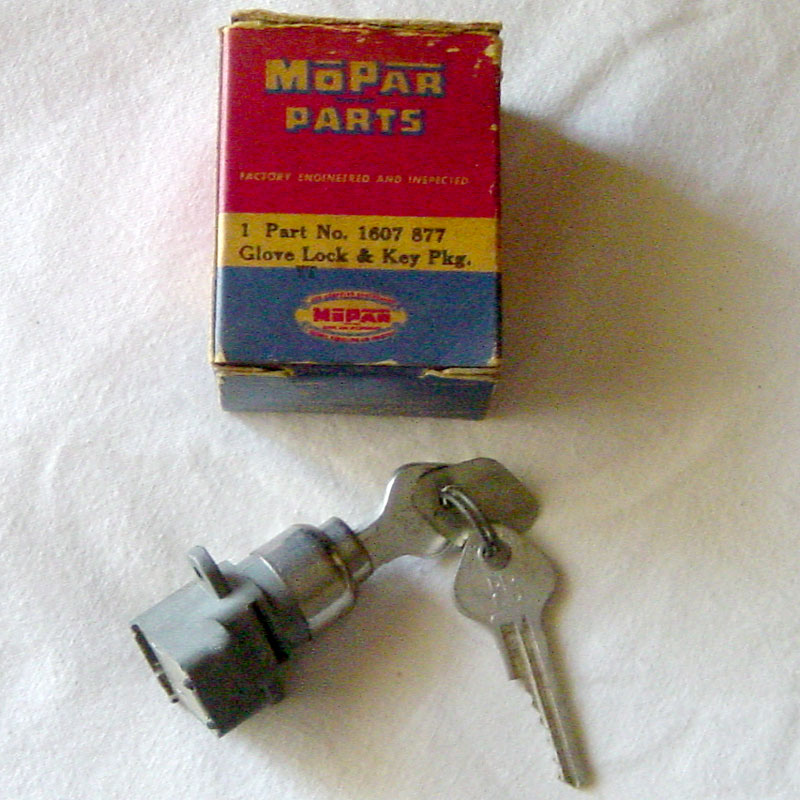 MOPAR
PARTS
FACTORY ENGINEERED AND INSPECTED
1 Part No. 1607 877
Glove Lock & Key Pkg.
MOPAR